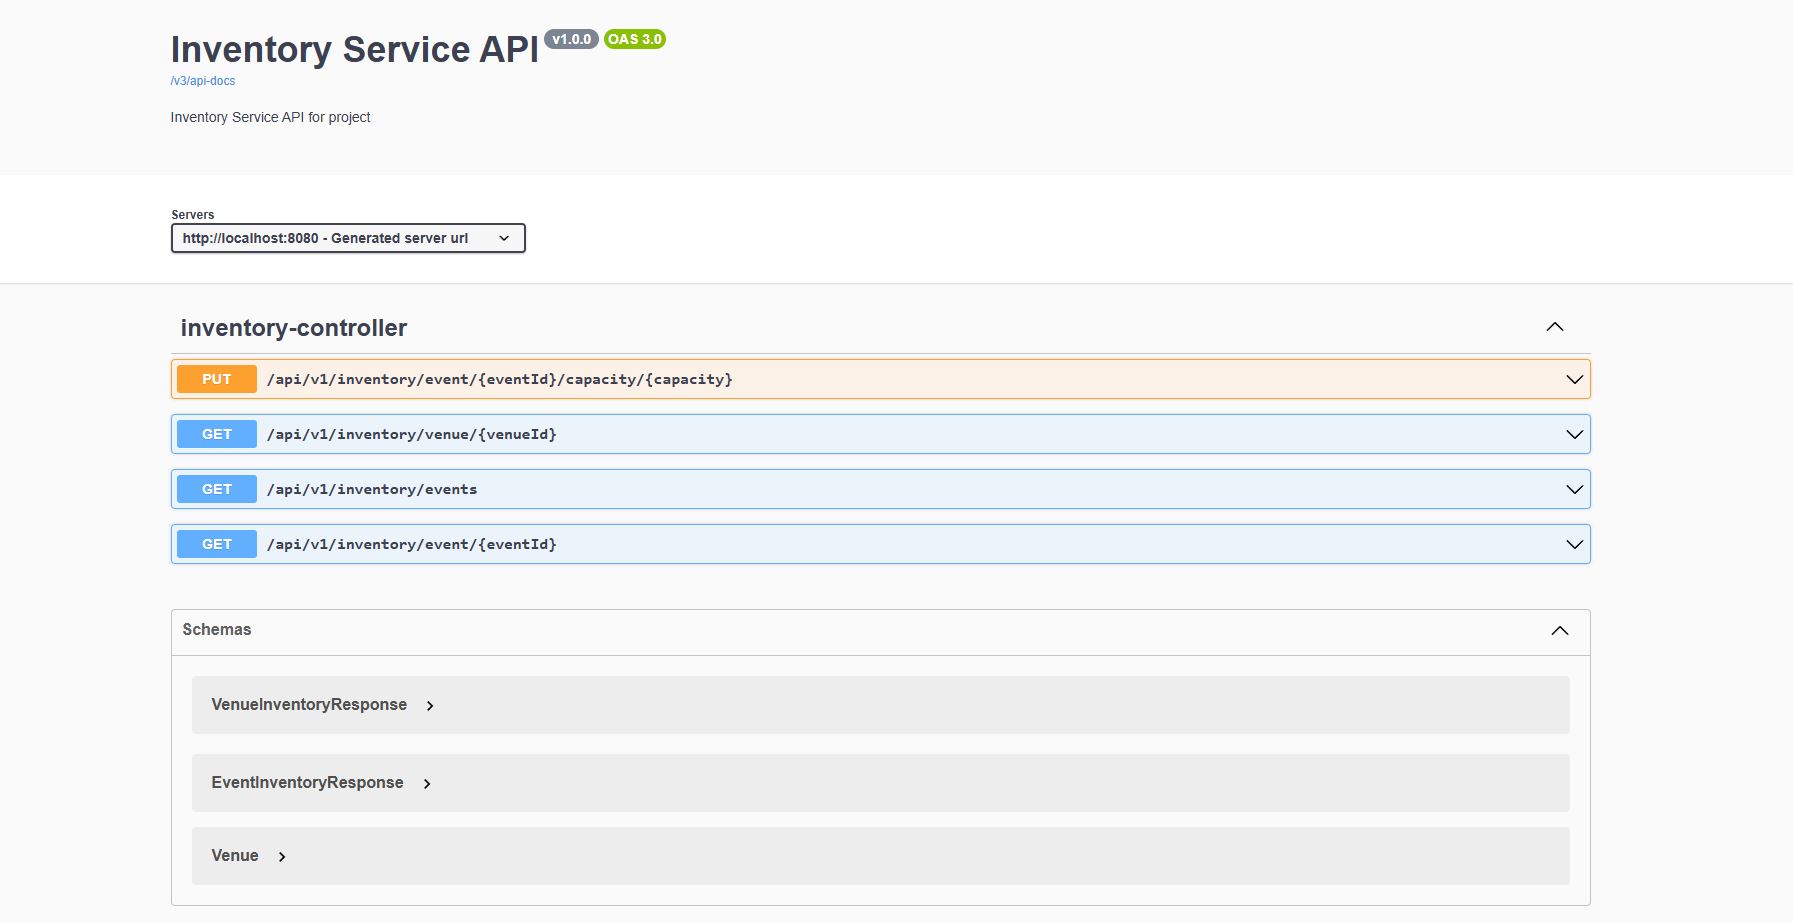 Inventory Service API v1.0.0 OAS 3.0
/v3/api-docs
Inventory Service API for project
Servers
http://localhost:8080 - Generated server url
inventory-controller
PUT /api/v1/inventory/event/{eventId}/capacity/{capacity}
GET /api/v1/inventory/venue/{venueId}
GET /api/v1/inventory/events
GET /api/v1/inventory/event/{eventId}
Schemas
VenueInventoryResponse
EventInventoryResponse
Venue